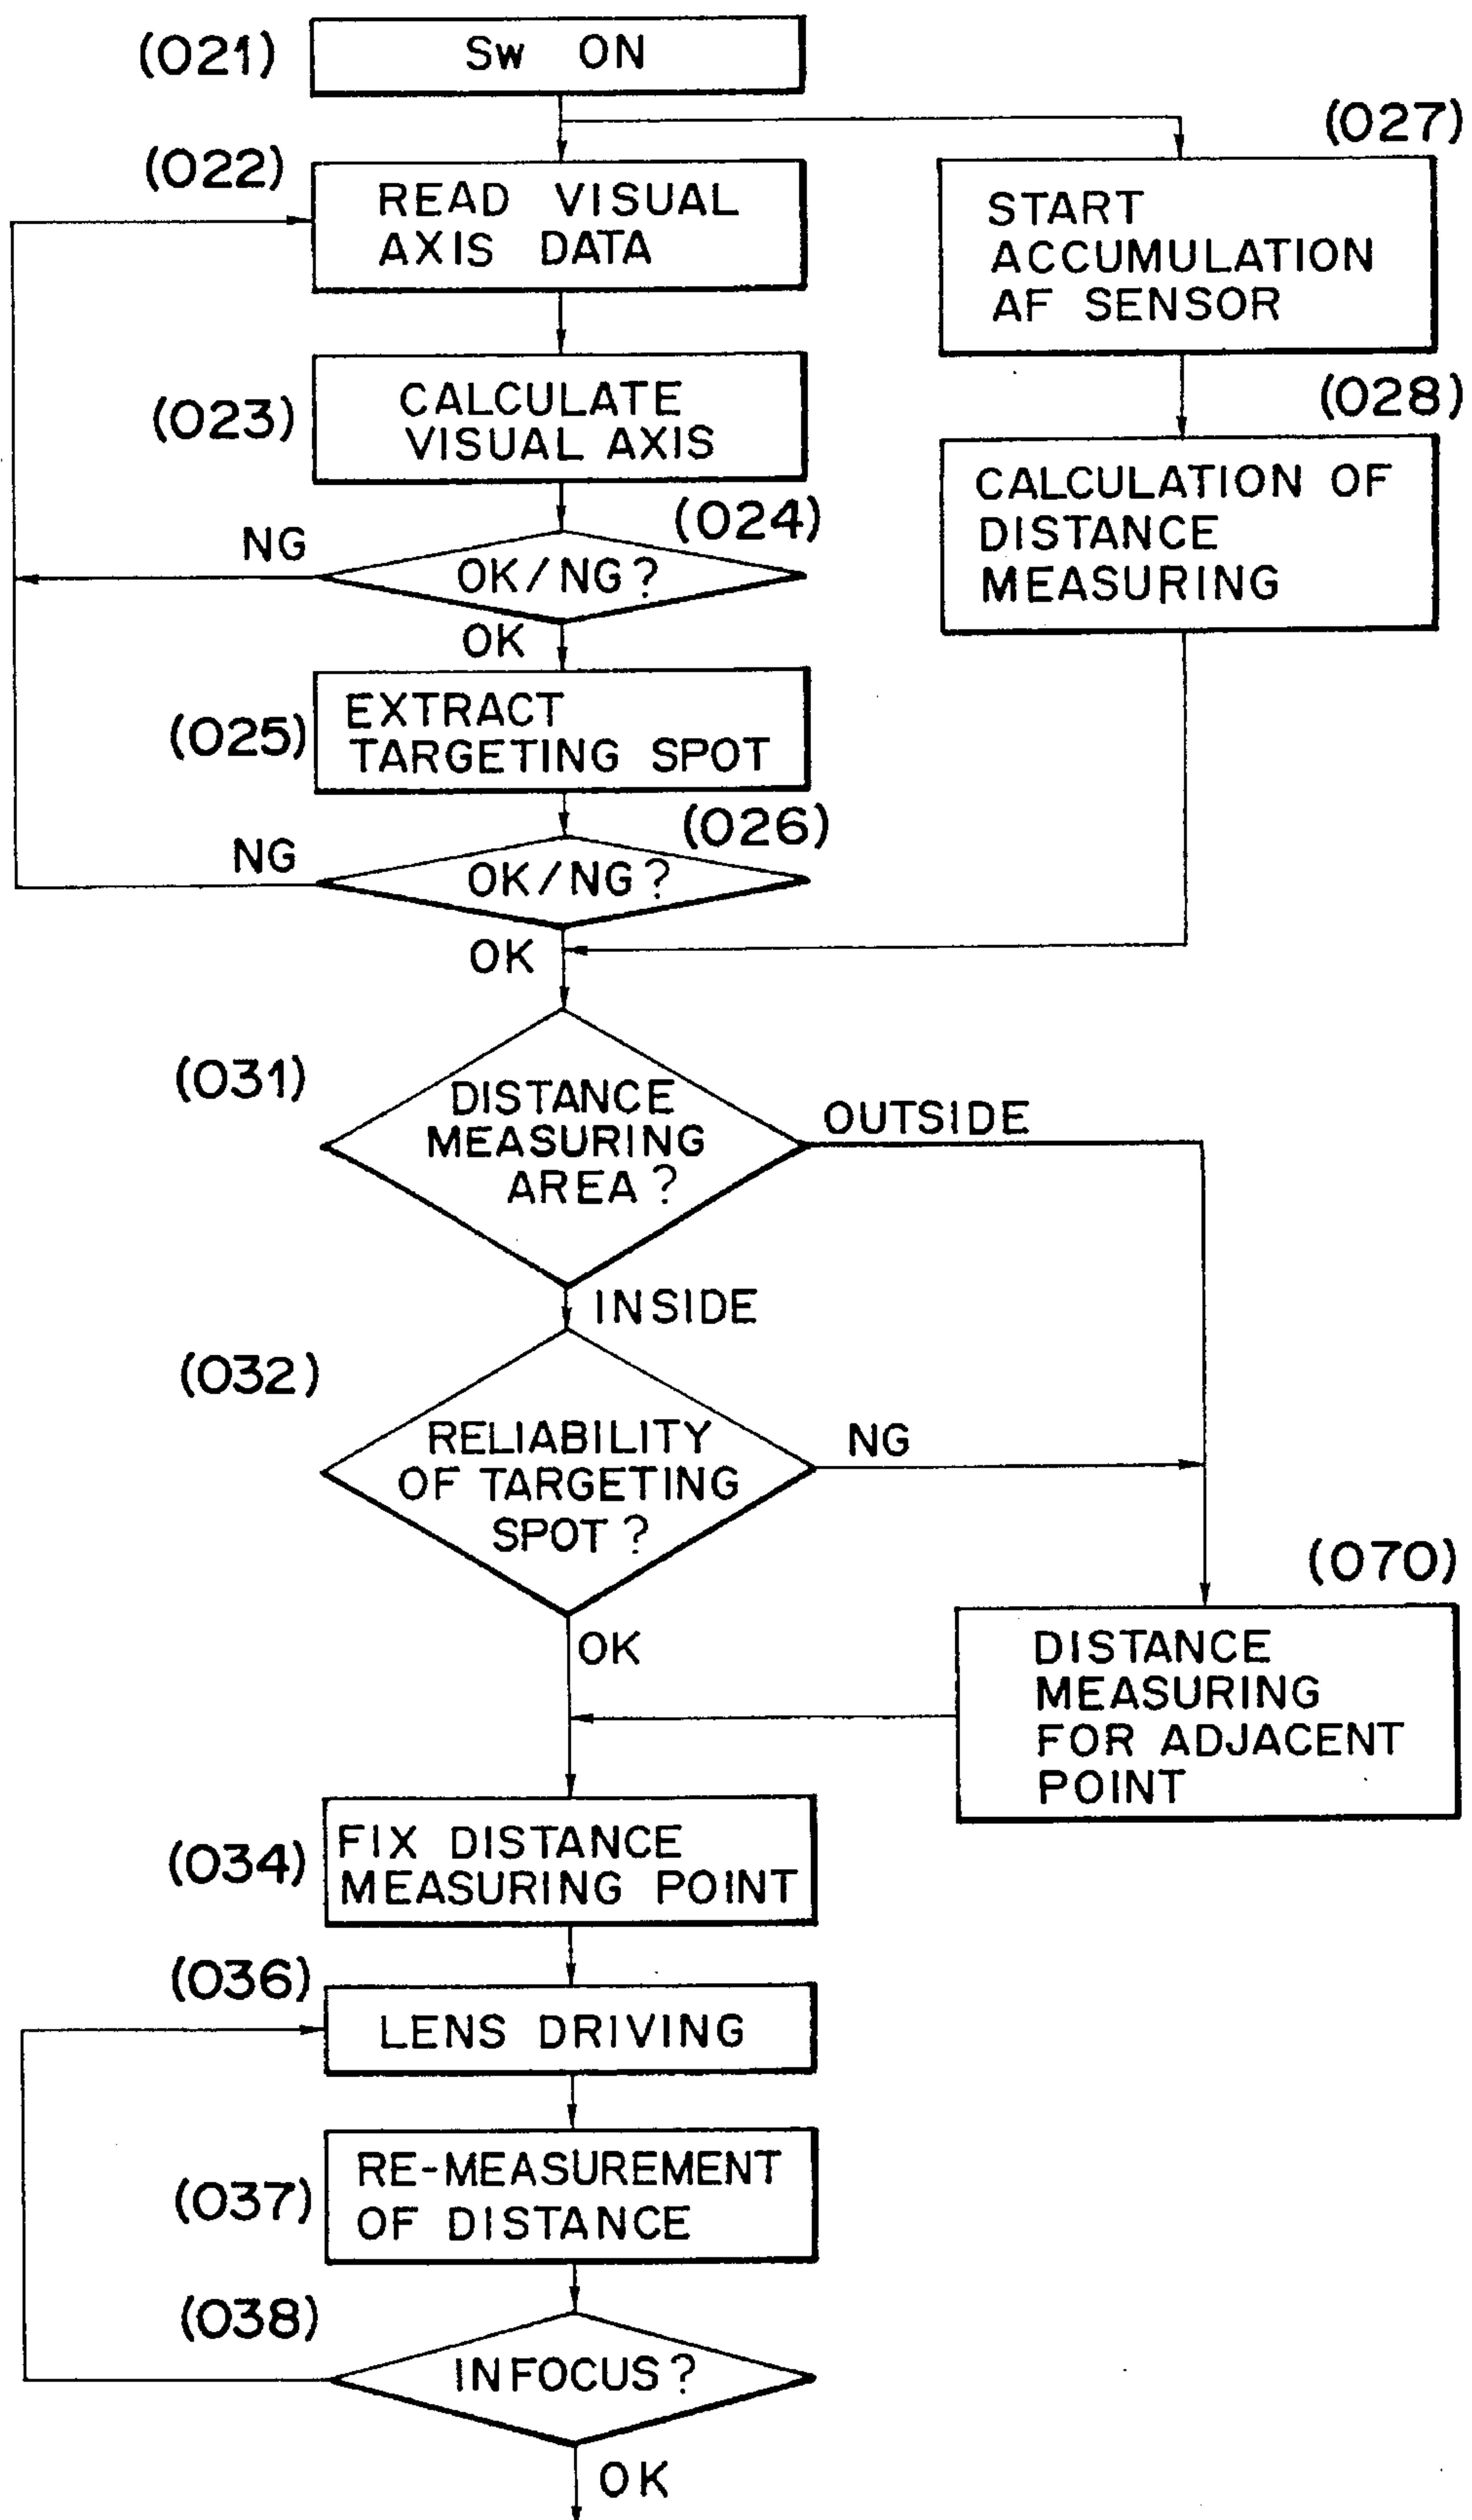 (021)
SW ON
(027)
(022)
READ VISUAL
AXIS DATA
START
ACCUMULATION
AF SENSOR
(023)
CALCULATE
VISUAL AXIS
(028)
CALCULATION OF
DISTANCE
MEASURING
(024)
NG
OK/NG?
OK
(025)
EXTRACT
TARGETING SPOT
(026)
NG
OK/NG?
OK
(031)
DISTANCE
MEASURING
AREA?
OUTSIDE
INSIDE
(032)
RELIABILITY
OF TARGETING
SPOT?
NG
OK
(070)
DISTANCE
MEASURING
FOR ADJACENT
POINT
(034)
FIX DISTANCE
MEASURING POINT
(036)
LENS DRIVING
(037)
RE-MEASUREMENT
OF DISTANCE
(038)
INFOCUS?
OK